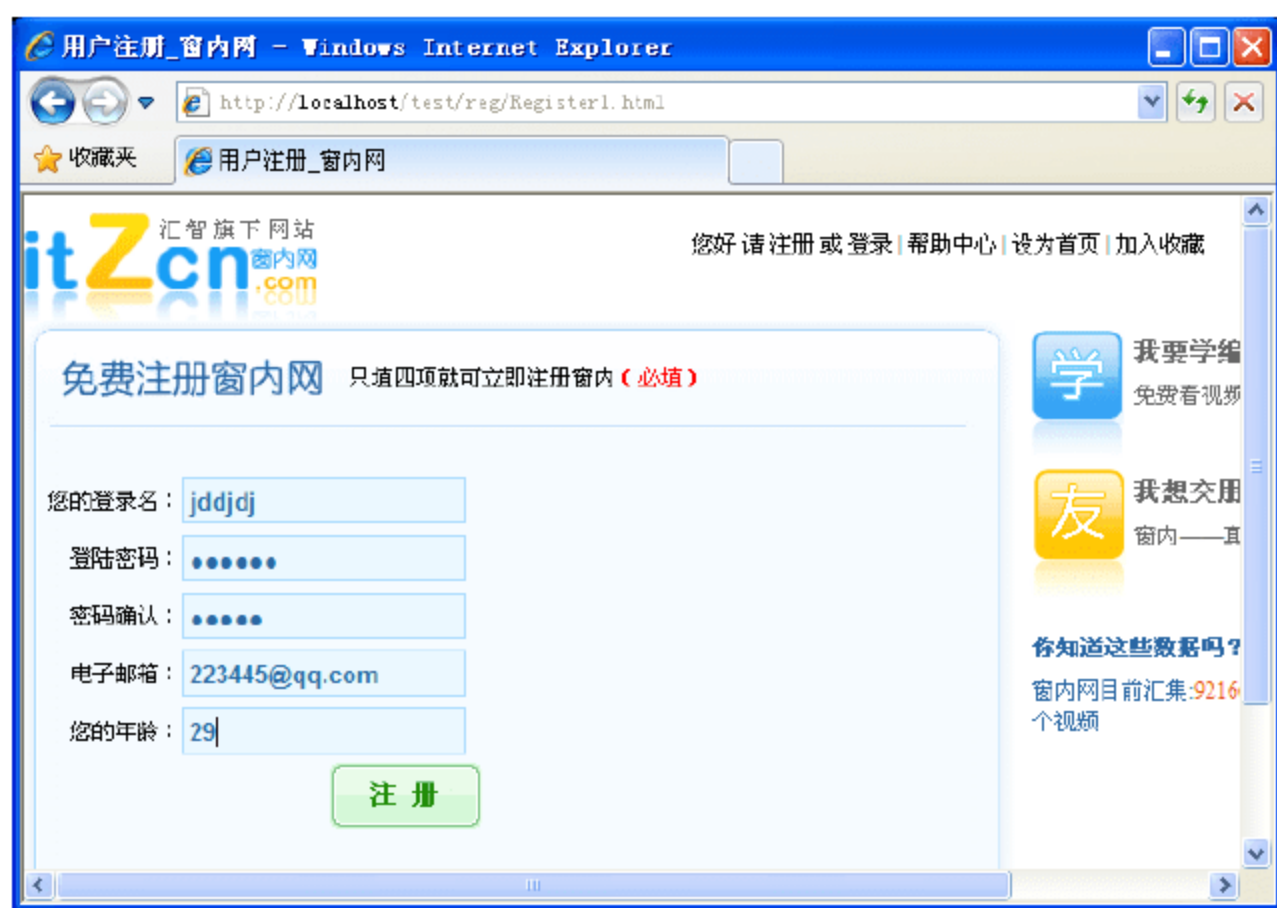 用户注册_窗内网 - Windows Internet Explorer
http://localhost/test/reg/Register1.html
收藏夹
用户注册_窗内网
itZcn
汇智旗下网站
窗内网
.com
您好 请 注册 或 登录 | 帮助中心 | 设为首页 | 加入收藏
免费注册窗内网 只填四项就可立即注册窗内（必填）
学
我要学编
免费看视频
您的登录名： jddjdj
登陆密码： ●●●●●●
密码确认： ●●●●●
电子邮箱： 223445@qq.com
您的年龄： 29
注 册
友
我想交朋
窗内——真
你知道这些数据吗？
窗内网目前汇集:9216
个视频